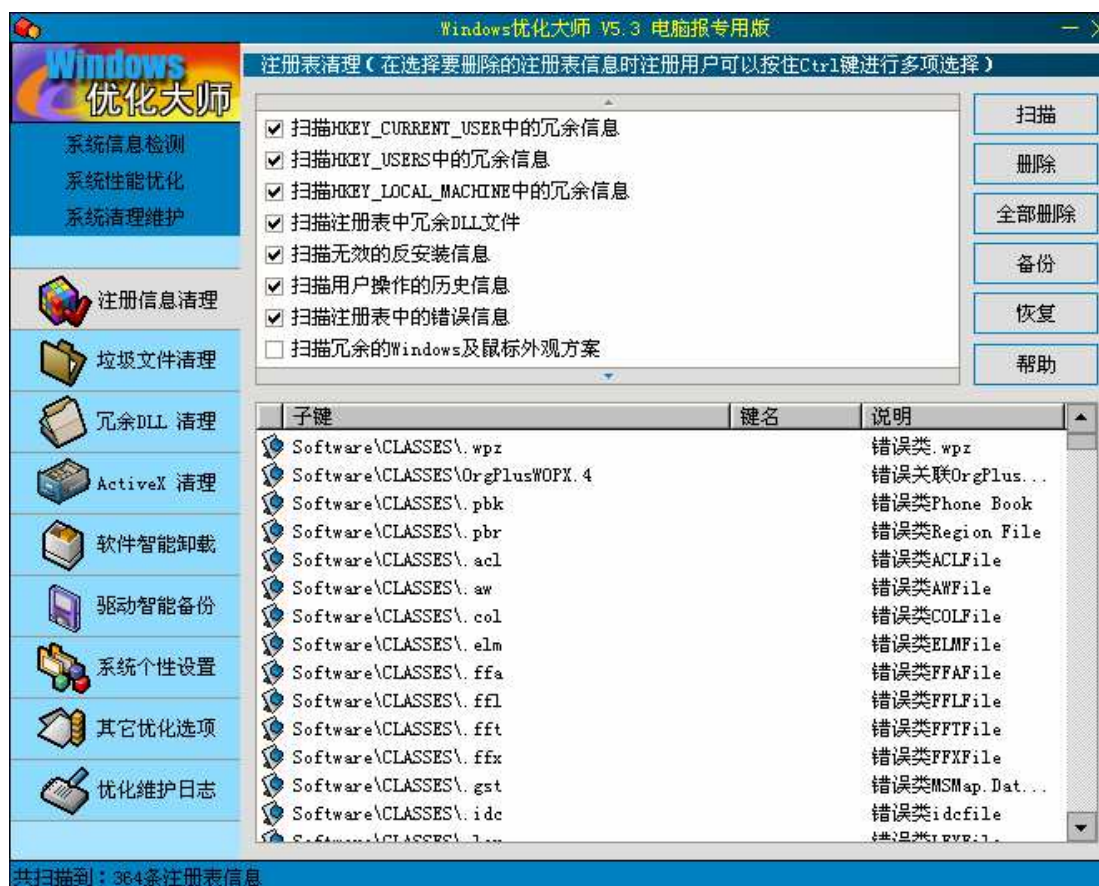 Windows优化大师 V5.3 电脑报专用版
Windows
优化大师
系统信息检测
系统性能优化
系统清理维护
注册信息清理
垃圾文件清理
冗余DLL 清理
ActiveX 清理
软件智能卸载
驱动智能备份
系统个性设置
其它优化选项
优化维护日志
注册表清理(在选择要删除的注册表信息时注册用户可以按住Ctrl键进行多项选择)
扫描HKEY_CURRENT_USER中的冗余信息
扫描HKEY_USERS中的冗余信息
扫描HKEY_LOCAL_MACHINE中的冗余信息
扫描注册表中冗余DLL文件
扫描无效的反安装信息
扫描用户操作的历史信息
扫描注册表中的错误信息
扫描冗余的Windows及鼠标外观方案
扫描
删除
全部删除
备份
恢复
帮助
子键 键名 说明
Software\CLASSES\.wpz 错误类.wpz
Software\CLASSES\OrgPlusWOPX.4 错误关联OrgPlus...
Software\CLASSES\.pbk 错误类Phone Book
Software\CLASSES\.pbr 错误类Region File
Software\CLASSES\.acl 错误类ACLFile
Software\CLASSES\.aw 错误类AWFile
Software\CLASSES\.col 错误类COLFile
Software\CLASSES\.elm 错误类ELMFile
Software\CLASSES\.ffa 错误类FFAFile
Software\CLASSES\.ffl 错误类FFLFile
Software\CLASSES\.fft 错误类FFTFile
Software\CLASSES\.ffx 错误类FFXFile
Software\CLASSES\.gst 错误类MSMap.Dat...
Software\CLASSES\.idc 错误类idcfile
共扫描到：364条注册表信息